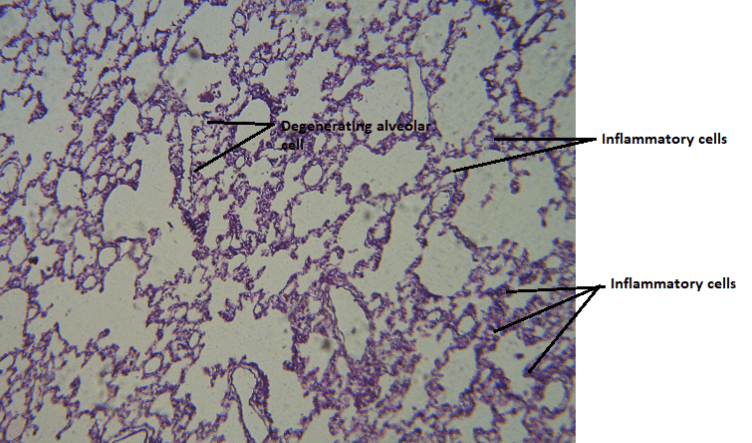 Degenerating alveolar
cell
Inflammatory cells
Inflammatory cells